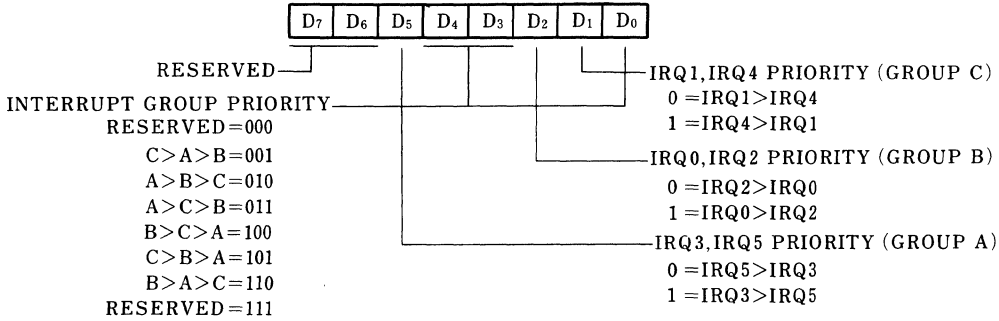 D7 D6 D5 D4 D3 D2 D1 D0
RESERVED
INTERRUPT GROUP PRIORITY
RESERVED=000
C>A>B=001
A>B>C=010
A>C>B=011
B>C>A=100
C>B>A=101
B>A>C=110
RESERVED=111
IRQ1,IRQ4 PRIORITY (GROUP C)
0=IRQ1>IRQ4
1=IRQ4>IRQ1
IRQ0,IRQ2 PRIORITY (GROUP B)
0=IRQ2>IRQ0
1=IRQ0>IRQ2
IRQ3,IRQ5 PRIORITY (GROUP A)
0=IRQ5>IRQ3
1=IRQ3>IRQ5